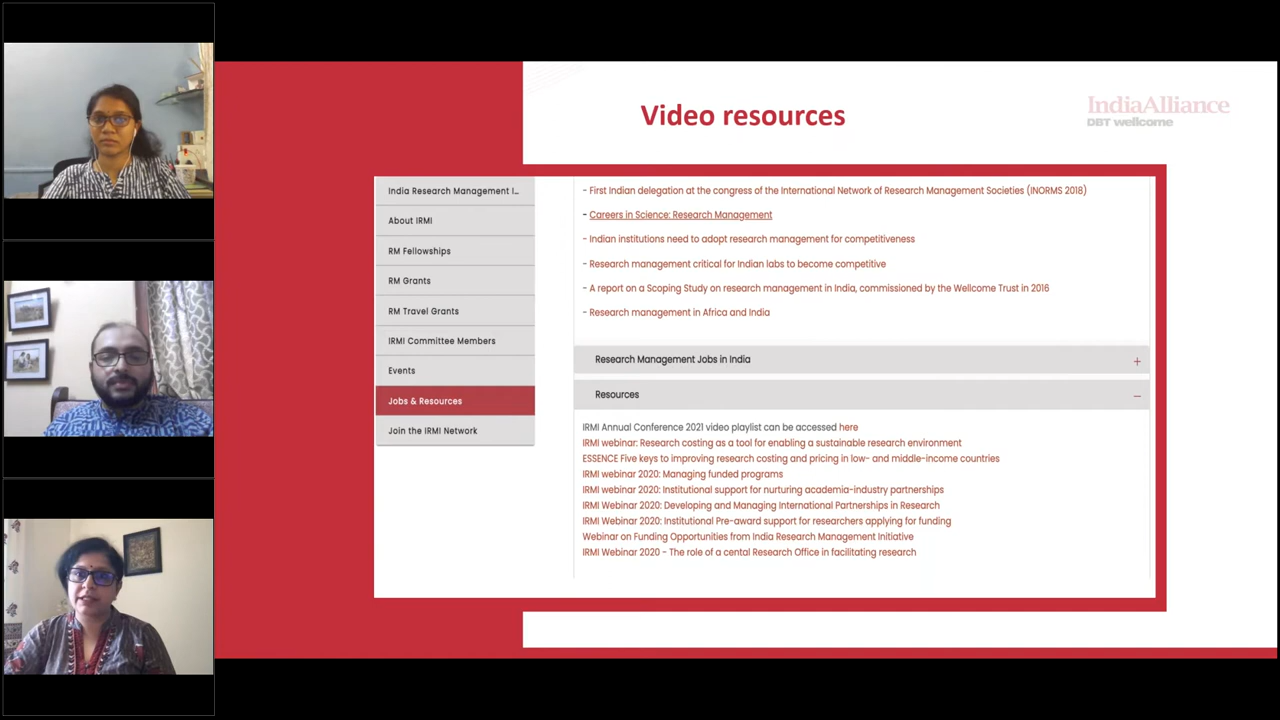 Video resources
IndiaAlliance
DBT wellcome
India Research Management I...
About IRMI
RM Fellowships
RM Grants
RM Travel Grants
IRMI Committee Members
Events
Jobs & Resources
Join the IRMI Network
- First Indian delegation at the congress of the International Network of Research Management Societies (INORMS 2018)
- Careers in Science: Research Management
- Indian institutions need to adopt research management for competitiveness
- Research management critical for Indian labs to become competitive
- A report on a Scoping Study on research management in India, commissioned by the Wellcome Trust in 2016
- Research management in Africa and India
Research Management Jobs in India +
Resources −
IRMI Annual Conference 2021 video playlist can be accessed here
IRMI webinar: Research costing as a tool for enabling a sustainable research environment
ESSENCE Five keys to improving research costing and pricing in low- and middle-income countries
IRMI webinar 2020: Managing funded programs
IRMI webinar 2020: Institutional support for nurturing academia-industry partnerships
IRMI Webinar 2020: Developing and Managing International Partnerships in Research
IRMI Webinar 2020: Institutional Pre-award support for researchers applying for funding
Webinar on Funding Opportunities from India Research Management Initiative
IRMI Webinar 2020 - The role of a cental Research Office in facilitating research